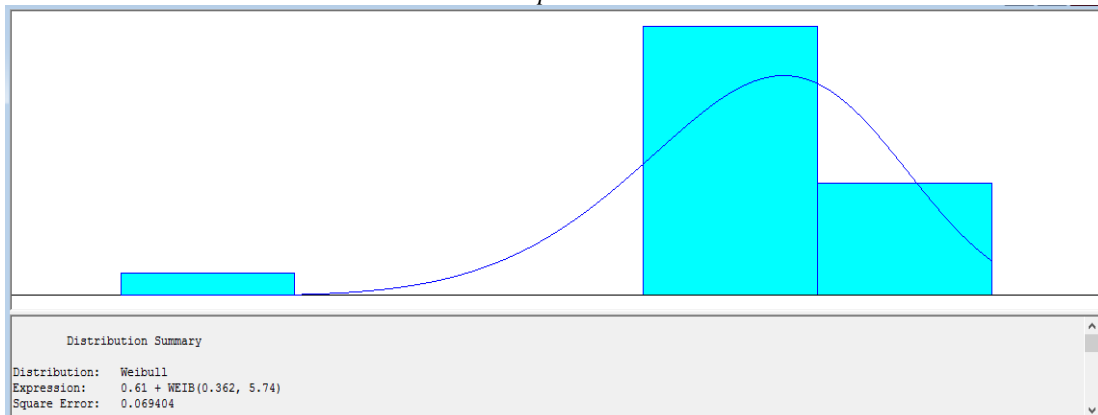 p
Distribution Summary
Distribution: Weibull
Expression: 0.61 + WEIB(0.362, 5.74)
Square Error: 0.069404